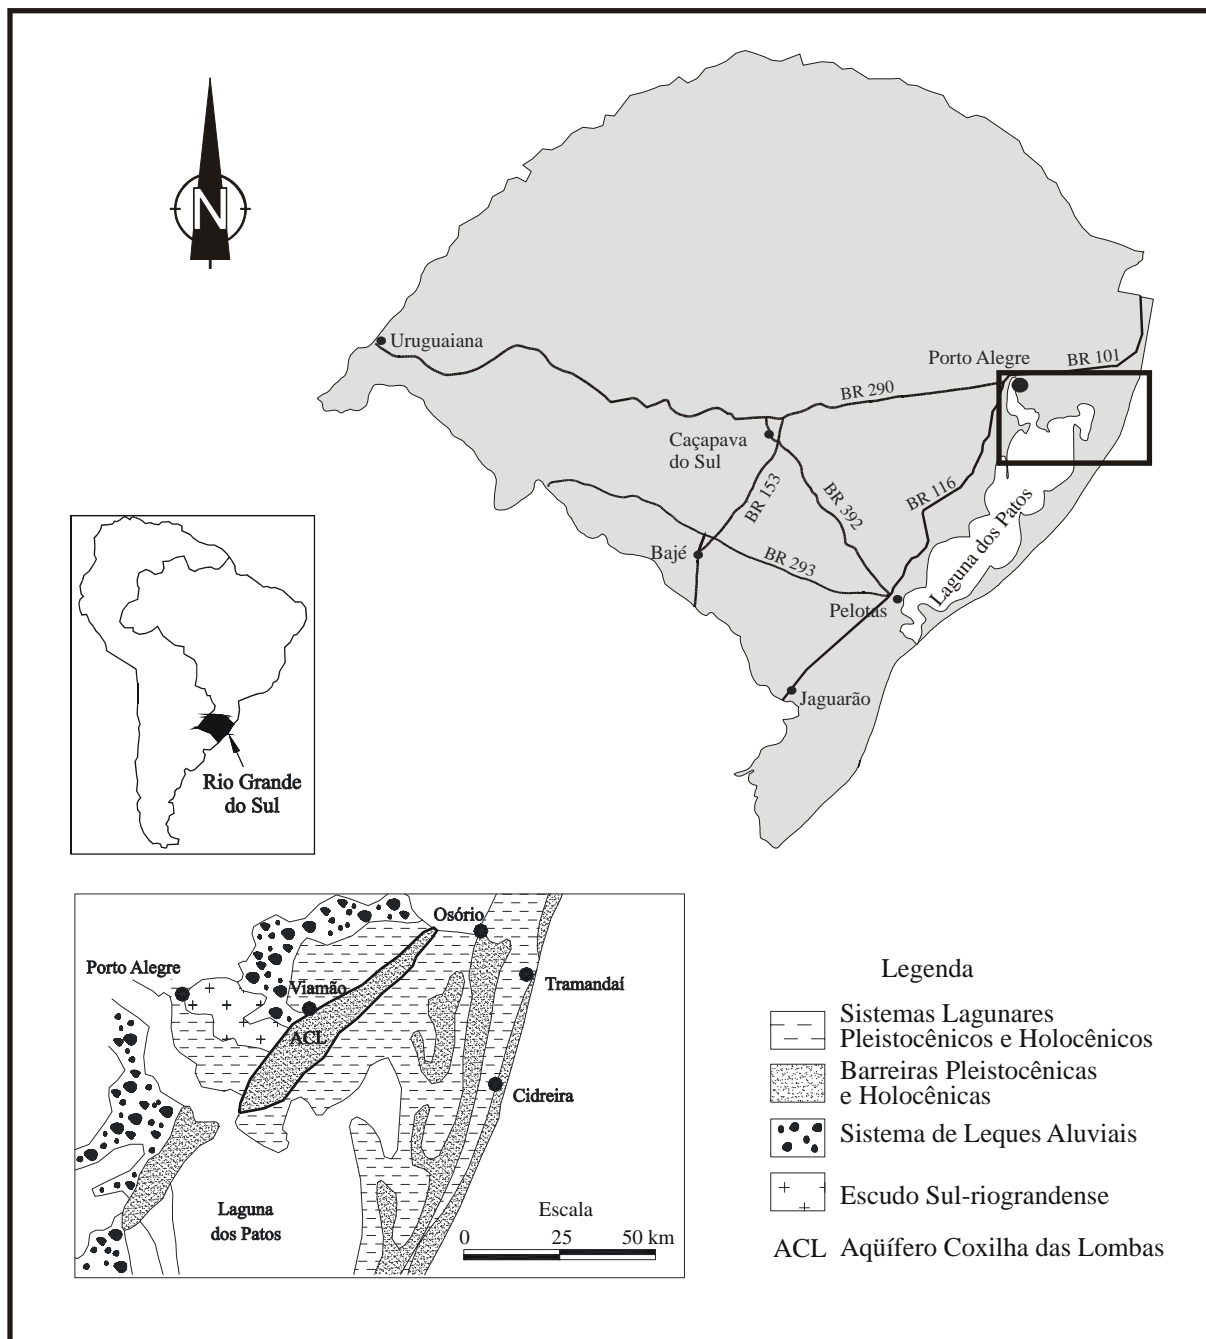 N
Uruguaiana
Porto Alegre
BR 101
BR 290
Caçapava
do Sul
BR 153
BR 392
BR 116
Laguna dos Patos
Bajé
BR 293
Pelotas
Jaguarão
Rio Grande
do Sul
Osório
Porto Alegre
Viamão
Tramandaí
ACL
Cidreira
Laguna
dos Patos
Escala
0 25 50 km
Legenda
Sistemas Lagunares
Pleistocênicos e Holocênicos
Barreiras Pleistocênicas
e Holocênicas
Sistema de Leques Aluviais
Escudo Sul-riograndense
ACL Aqüífero Coxilha das Lombas